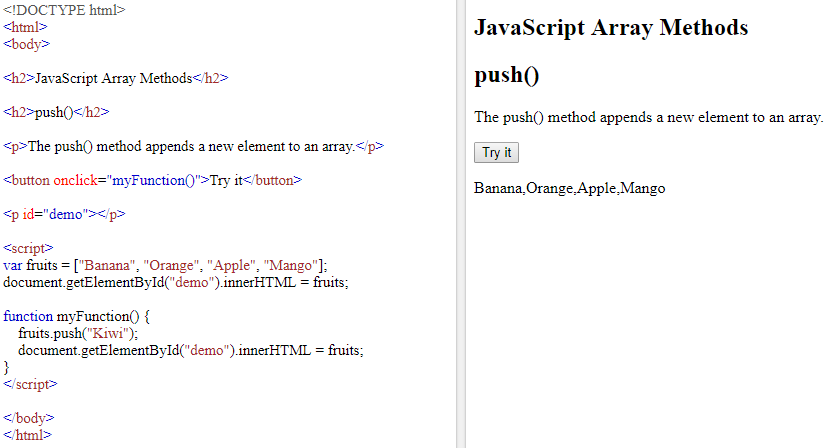 <!DOCTYPE html>
<html>
<body>
<h2>JavaScript Array Methods</h2>
<h2>push()</h2>
<p>The push() method appends a new element to an array.</p>
<button onclick="myFunction()">Try it</button>
<p id="demo"></p>
<script>
var fruits = ["Banana", "Orange", "Apple", "Mango"];
document.getElementById("demo").innerHTML = fruits;
function myFunction() {
    fruits.push("Kiwi");
    document.getElementById("demo").innerHTML = fruits;
}
</script>
</body>
</html>
JavaScript Array Methods
push()
The push() method appends a new element to an array.
Try it
Banana,Orange,Apple,Mango